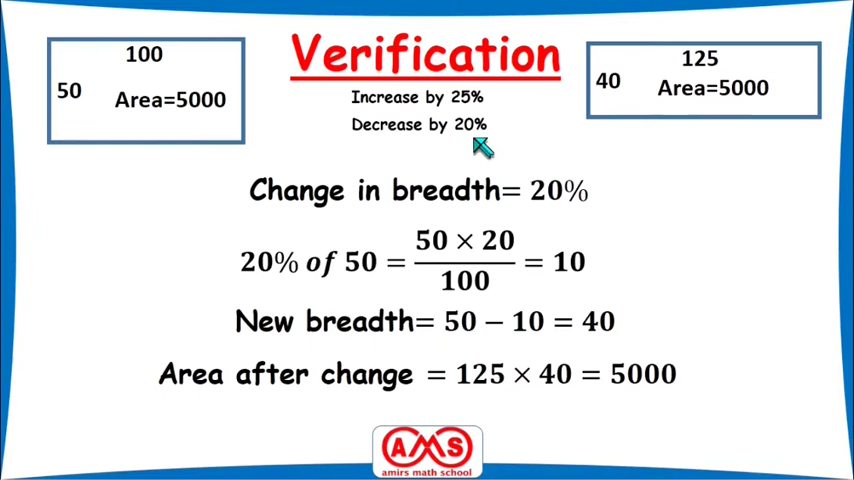 Verification
100
50
Area=5000
Increase by 25%
Decrease by 20%
125
40
Area=5000
Change in breadth= 20%
20% of 50 = 50 × 20 / 100 = 10
New breadth= 50 − 10 = 40
Area after change = 125 × 40 = 5000
AMS
amirs math school